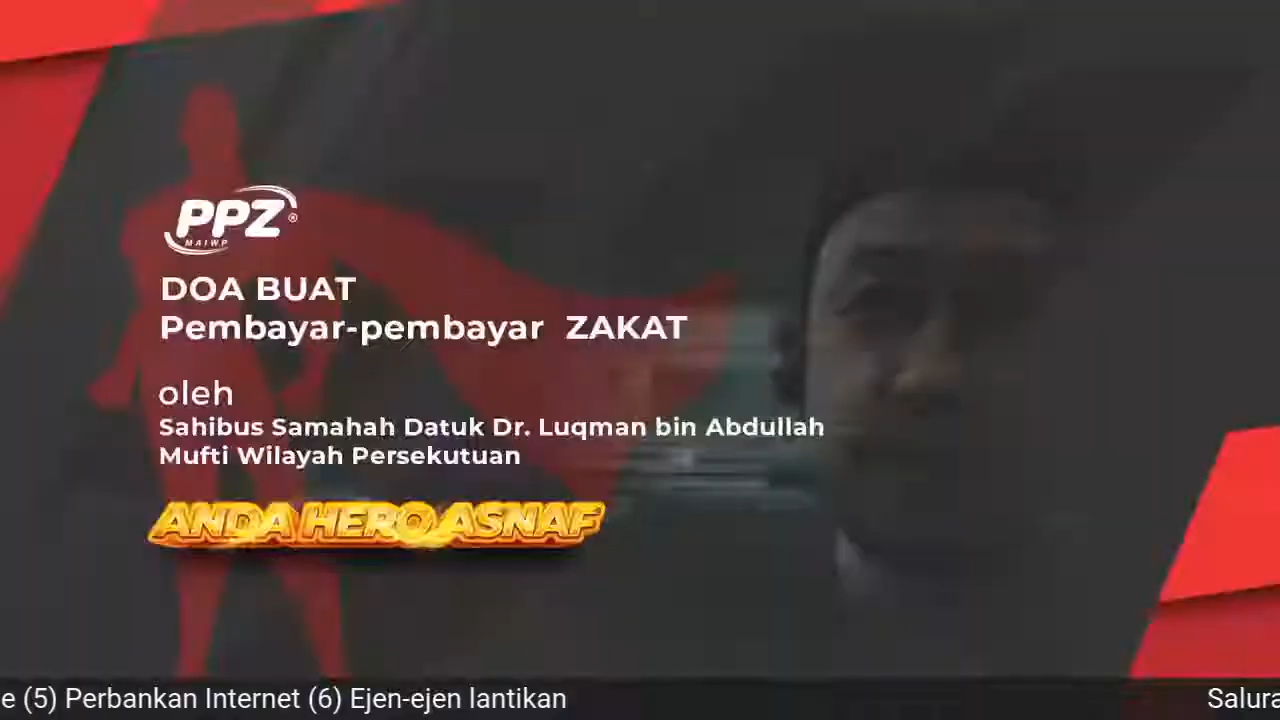 PPZ®
MAIWP
DOA BUAT
Pembayar-pembayar ZAKAT
oleh
Sahibus Samahah Datuk Dr. Luqman bin Abdullah
Mufti Wilayah Persekutuan
ANDA HERO ASNAF
e (5) Perbankan Internet (6) Ejen-ejen lantikan Salura